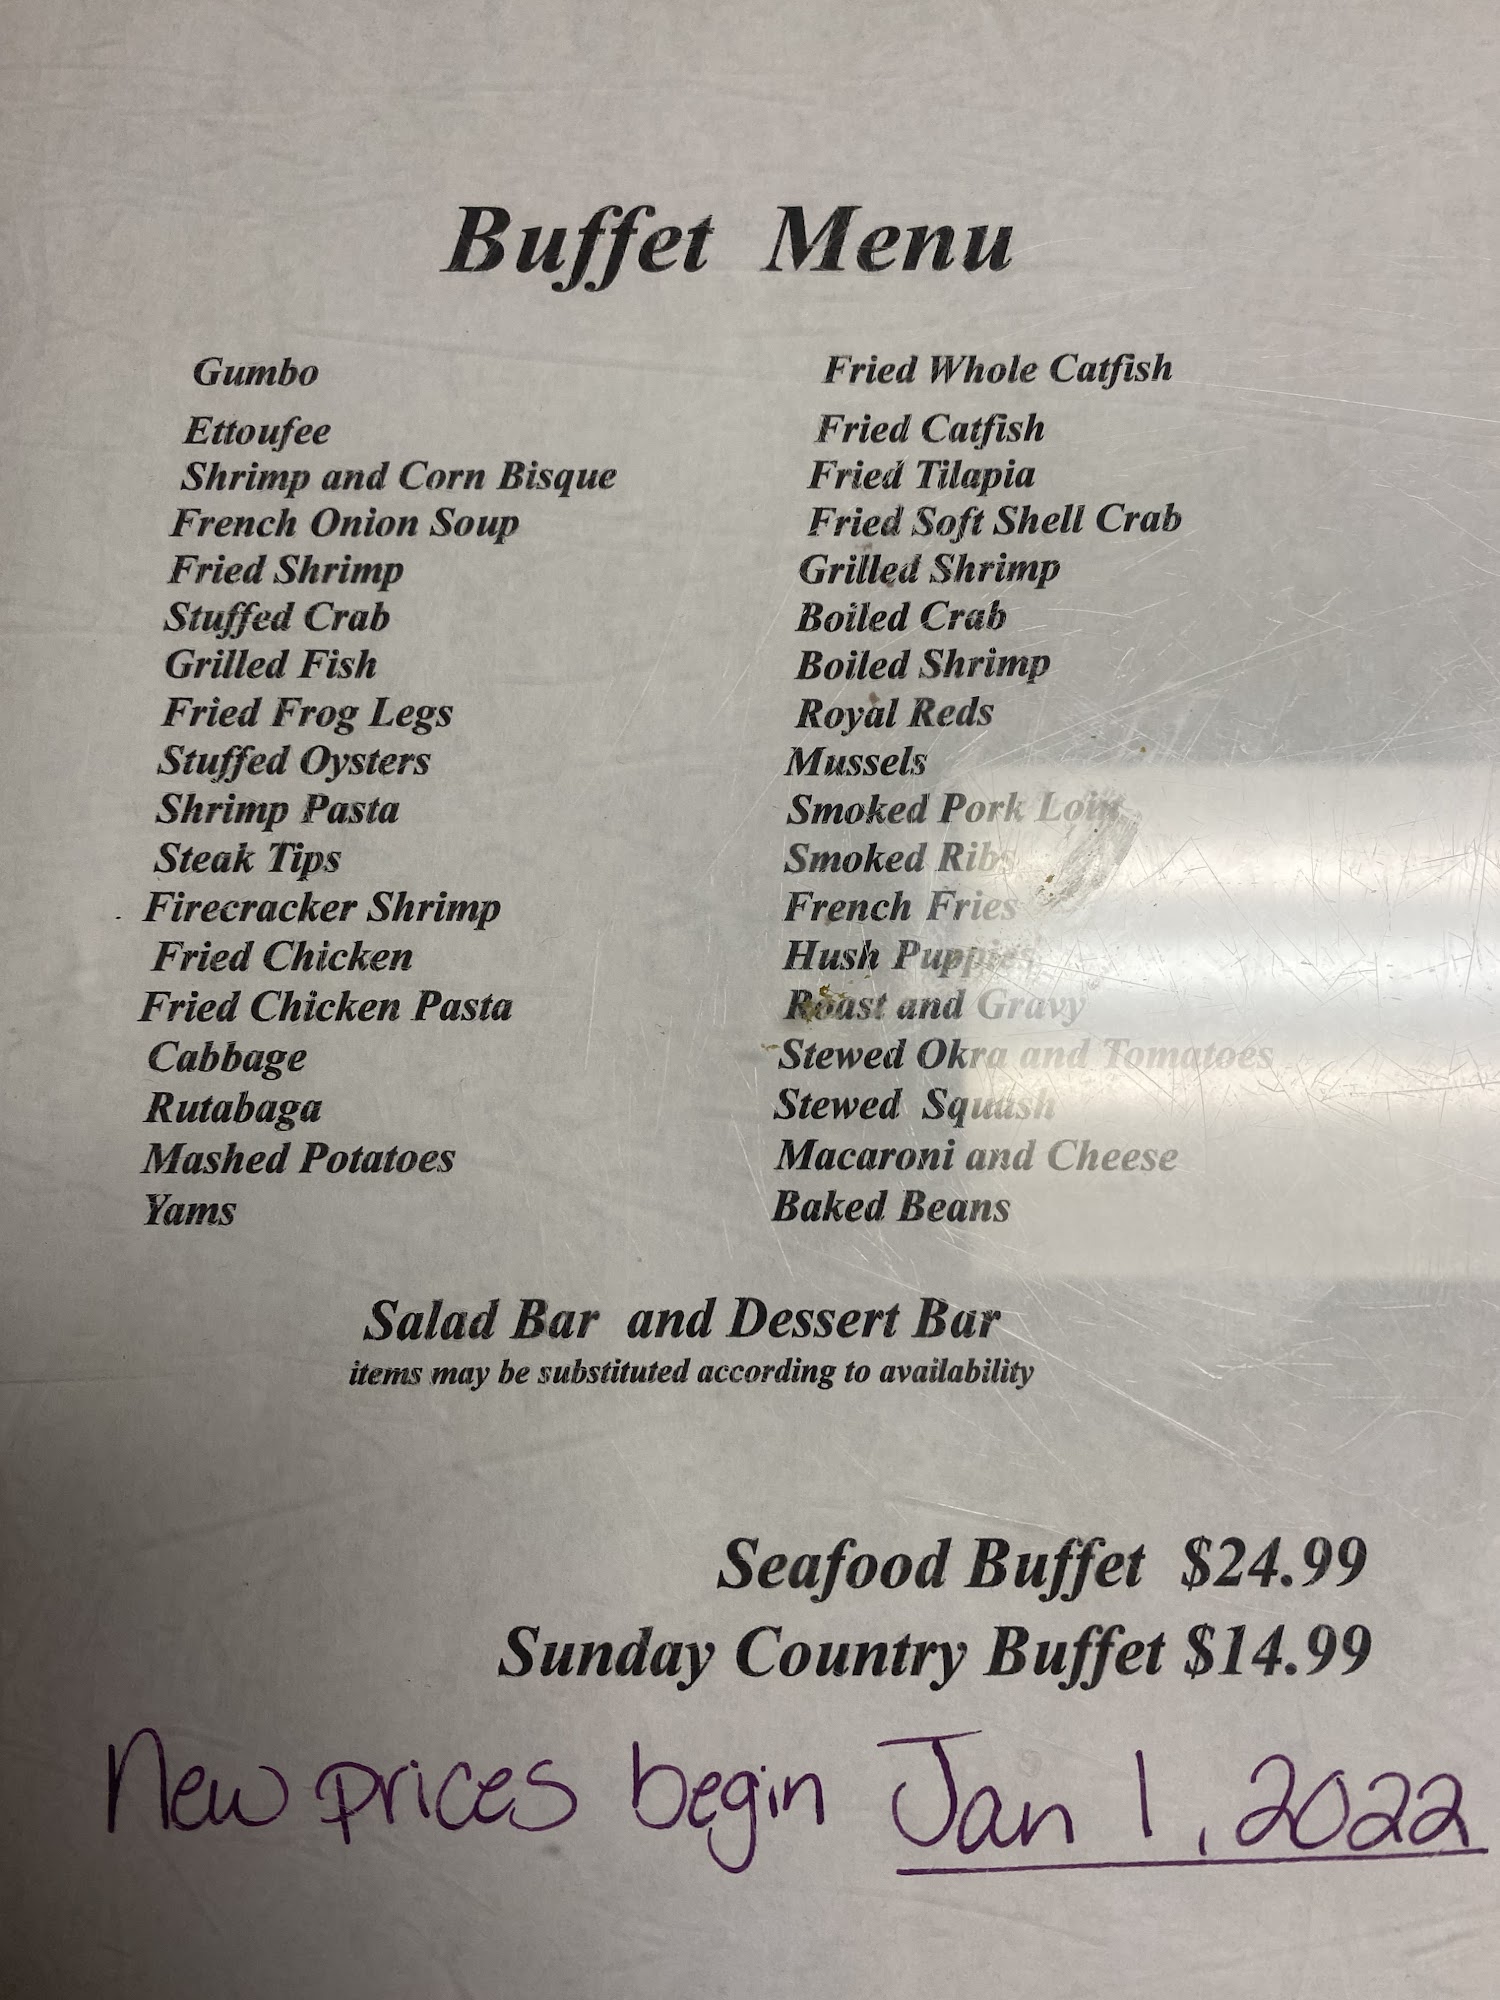 Buffet Menu
Gumbo
Ettoufee
Shrimp and Corn Bisque
French Onion Soup
Fried Shrimp
Stuffed Crab
Grilled Fish
Fried Frog Legs
Stuffed Oysters
Shrimp Pasta
Steak Tips
Firecracker Shrimp
Fried Chicken
Fried Chicken Pasta
Cabbage
Rutabaga
Mashed Potatoes
Yams
Fried Whole Catfish
Fried Catfish
Fried Tilapia
Fried Soft Shell Crab
Grilled Shrimp
Boiled Crab
Boiled Shrimp
Royal Reds
Mussels
Smoked Pork Loin
Smoked Ribs
French Fries
Hush Puppies
Roast and Gravy
Stewed Okra and Tomatoes
Stewed Squash
Macaroni and Cheese
Baked Beans
Salad Bar and Dessert Bar
items may be substituted according to availability
Seafood Buffet $24.99
Sunday Country Buffet $14.99
New prices begin Jan 1, 2022